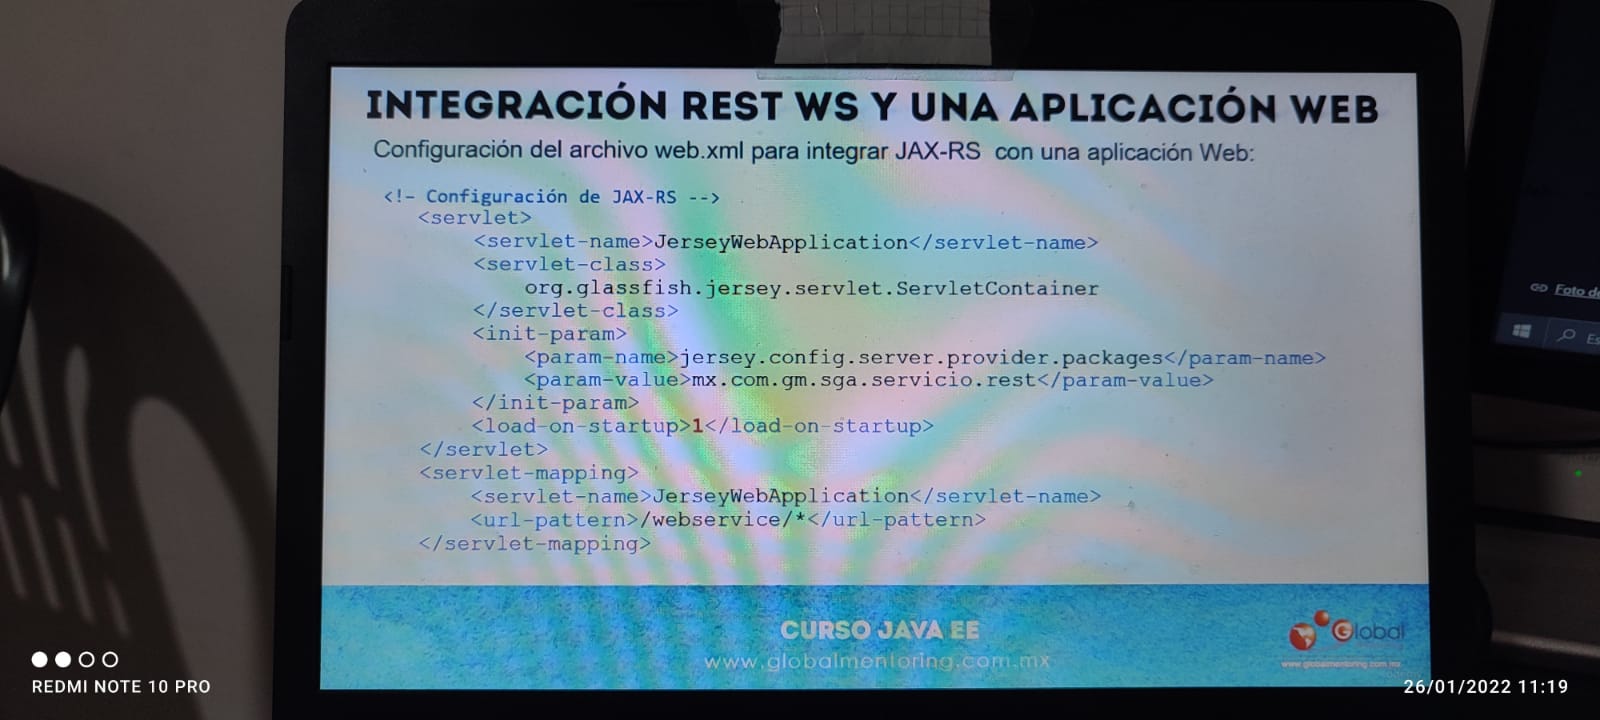 INTEGRACIÓN REST WS Y UNA APLICACIÓN WEB
Configuración del archivo web.xml para integrar JAX-RS con una aplicación Web:
<!– Configuración de JAX-RS -->
<servlet>
<servlet-name>JerseyWebApplication</servlet-name>
<servlet-class>
org.glassfish.jersey.servlet.ServletContainer
</servlet-class>
<init-param>
<param-name>jersey.config.server.provider.packages</param-name>
<param-value>mx.com.gm.sga.servicio.rest</param-value>
</init-param>
<load-on-startup>1</load-on-startup>
</servlet>
<servlet-mapping>
<servlet-name>JerseyWebApplication</servlet-name>
<url-pattern>/webservice/*</url-pattern>
</servlet-mapping>
CURSO JAVA EE
www.globalmentoring.com.mx
Global
www.globalmentoring.com.mx
Foto de
Es
REDMI NOTE 10 PRO
26/01/2022 11:19